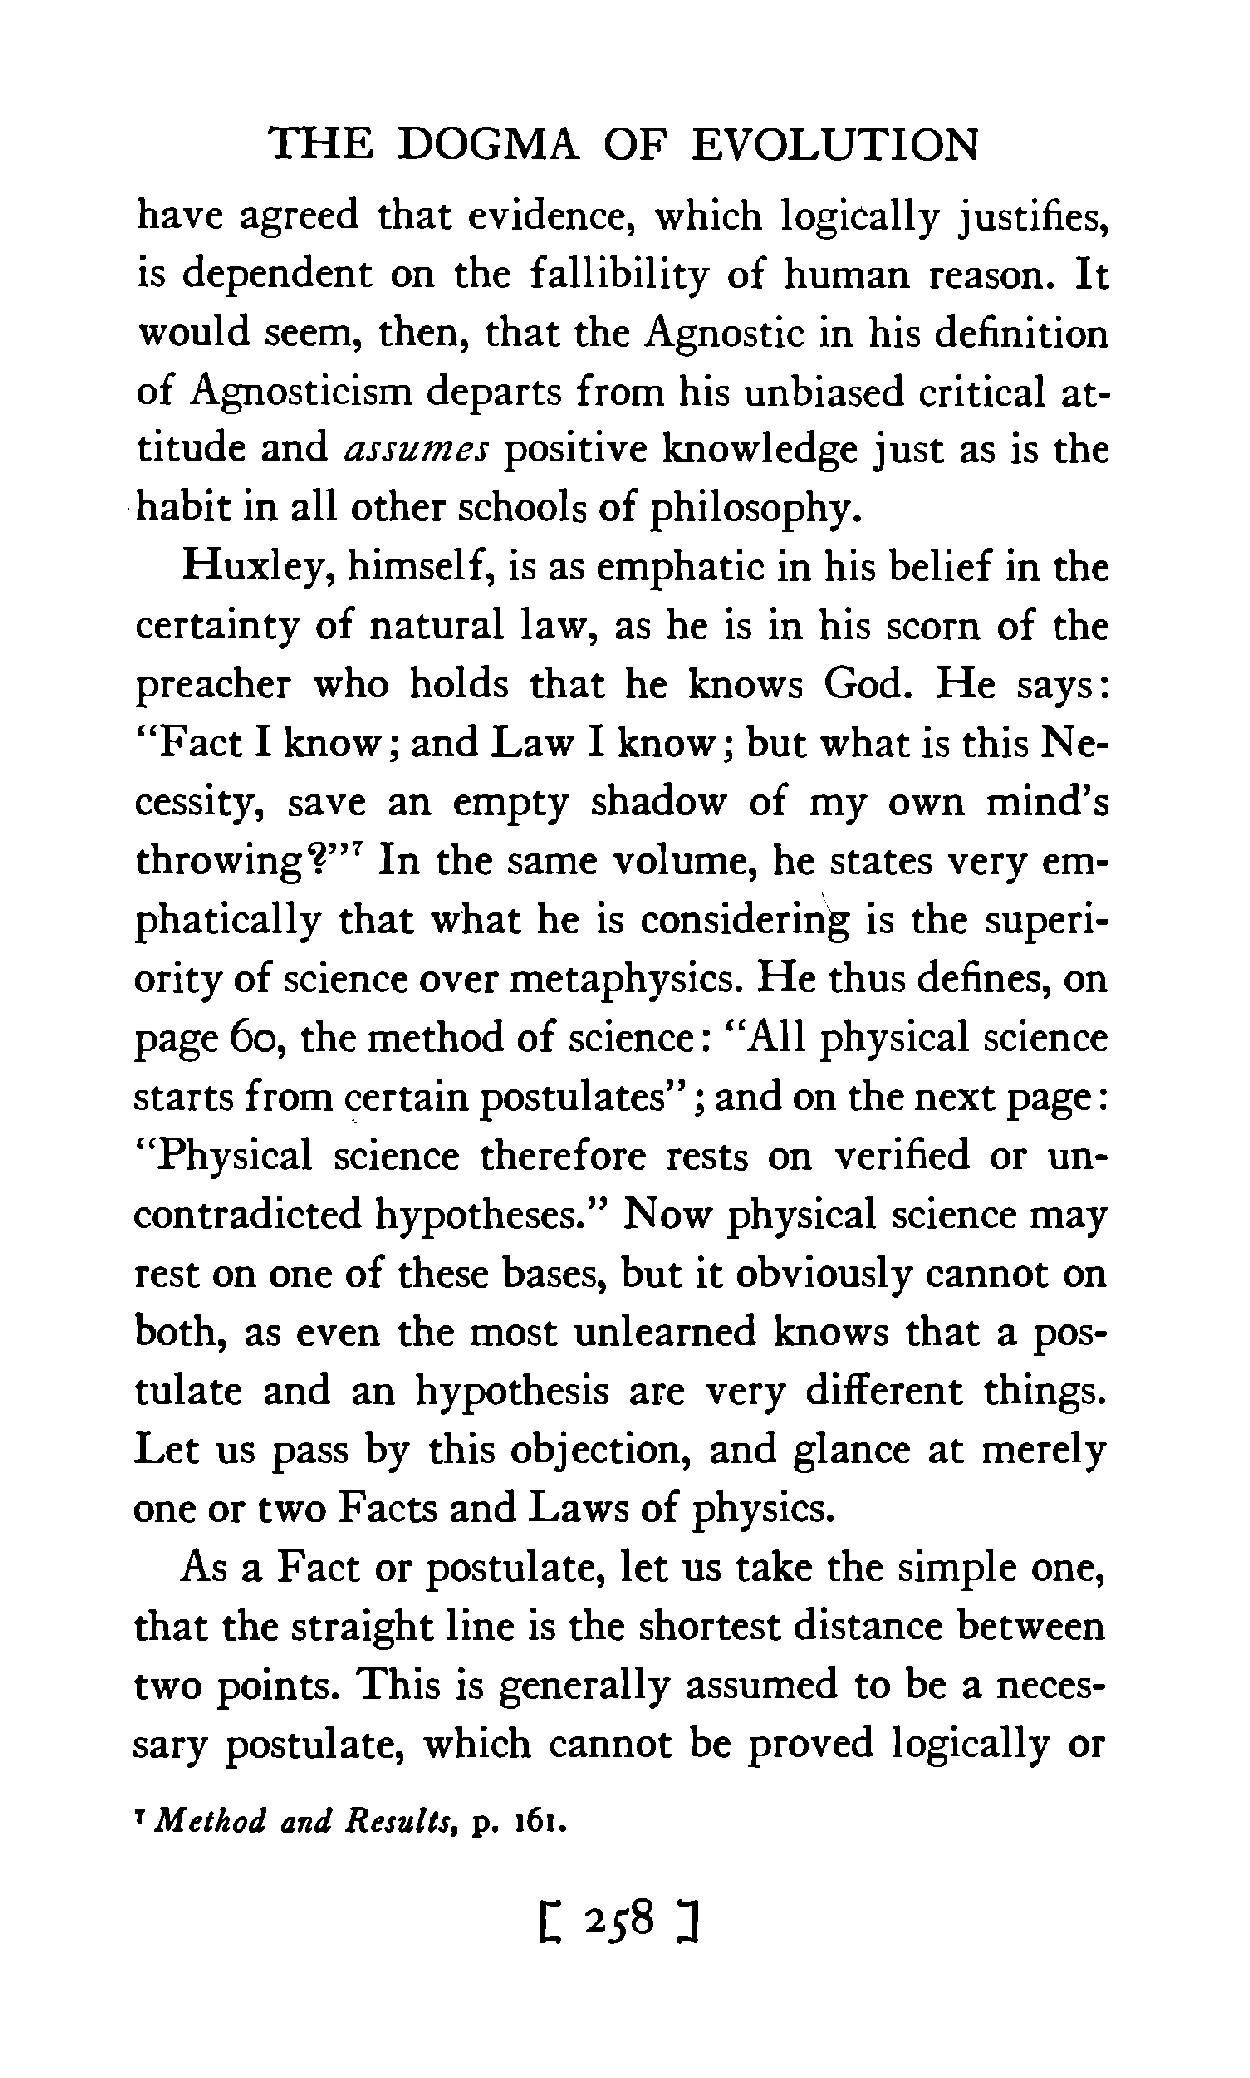 THE DOGMA OF EVOLUTION
have agreed that evidence, which logically justifies,
is dependent on the fallibility of human reason. It
would seem, then, that the Agnostic in his definition
of Agnosticism departs from his unbiased critical at-
titude and assumes positive knowledge just as is the
habit in all other schools of philosophy.
Huxley, himself, is as emphatic in his belief in the
certainty of natural law, as he is in his scorn of the
preacher who holds that he knows God. He says:
"Fact I know; and Law I know; but what is this Ne-
cessity, save an empty shadow of my own mind's
throwing?"⁷ In the same volume, he states very em-
phatically that what he is considering is the superi-
ority of science over metaphysics. He thus defines, on
page 60, the method of science: "All physical science
starts from certain postulates"; and on the next page:
"Physical science therefore rests on verified or un-
contradicted hypotheses." Now physical science may
rest on one of these bases, but it obviously cannot on
both, as even the most unlearned knows that a pos-
tulate and an hypothesis are very different things.
Let us pass by this objection, and glance at merely
one or two Facts and Laws of physics.
As a Fact or postulate, let us take the simple one,
that the straight line is the shortest distance between
two points. This is generally assumed to be a neces-
sary postulate, which cannot be proved logically or
⁷ Method and Results, p. 161.
[ 258 ]